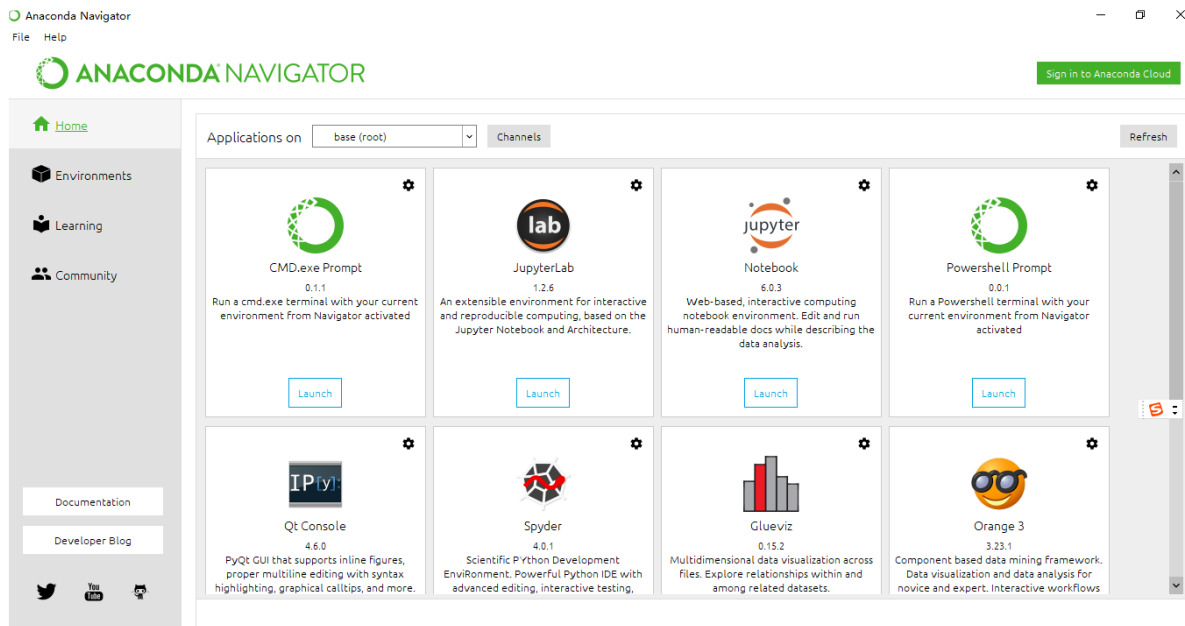 Anaconda Navigator
File Help
ANACONDA NAVIGATOR
Sign in to Anaconda Cloud
Home
Environments
Learning
Community
Documentation
Developer Blog
You
Tube
Applications on base (root) Channels Refresh
CMD.exe Prompt
0.1.1
Run a cmd.exe terminal with your current
environment from Navigator activated
Launch
lab
JupyterLab
1.2.6
An extensible environment for interactive
and reproducible computing, based on the
Jupyter Notebook and Architecture.
Launch
jupyter
Notebook
6.0.3
Web-based, interactive computing
notebook environment. Edit and run
human-readable docs while describing the
data analysis.
Launch
Powershell Prompt
0.0.1
Run a Powershell terminal with your
current environment from Navigator
activated
Launch
IP[y]:
Qt Console
4.6.0
PyQt GUI that supports inline figures,
proper multiline editing with syntax
highlighting, graphical calltips, and more.
Spyder
4.0.1
Scientific PYthon Development
EnviRonment. Powerful Python IDE with
advanced editing, interactive testing,
Glueviz
0.15.2
Multidimensional data visualization across
files. Explore relationships within and
among related datasets.
Orange 3
3.23.1
Component based data mining framework.
Data visualization and data analysis for
novice and expert. Interactive workflows